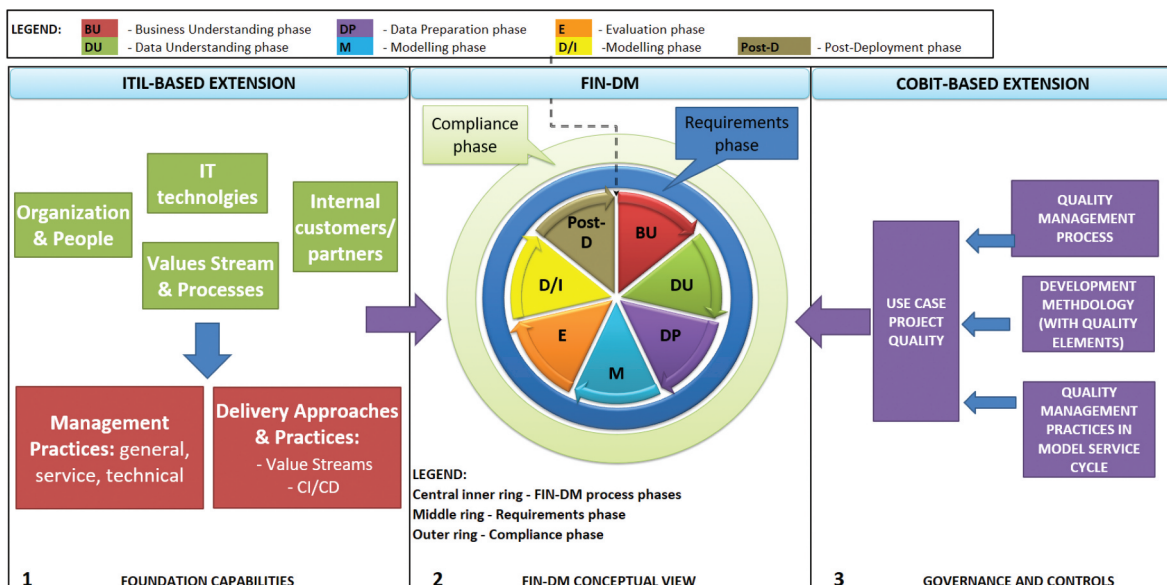 LEGEND:
BU - Business Understanding phase
DP - Data Preparation phase
E - Evaluation phase
DU - Data Understanding phase
M - Modelling phase
D/I -Modelling phase
Post-D - Post-Deployment phase
ITIL-BASED EXTENSION
IT
technolgies
Organization
& People
Internal
customers/
partners
Values Stream
& Processes
Management
Practices: general,
service, technical
Delivery Approaches
& Practices:
- Value Streams
- CI/CD
1 FOUNDATION CAPABILITIES
FIN-DM
Compliance
phase
Requirements
phase
Post-
D
BU
D/I
DU
E
DP
M
LEGEND:
Central inner ring - FIN-DM process phases
Middle ring - Requirements phase
Outer ring - Compliance phase
2 FIN-DM CONCEPTUAL VIEW
COBIT-BASED EXTENSION
QUALITY
MANAGEMENT
PROCESS
USE CASE
PROJECT
QUALITY
DEVELOPMENT
METHDOLOGY
(WITH QUALITY
ELEMENTS)
QUALITY
MANAGEMENT
PRACTICES IN
MODEL SERVICE
CYCLE
3 GOVERNANCE AND CONTROLS